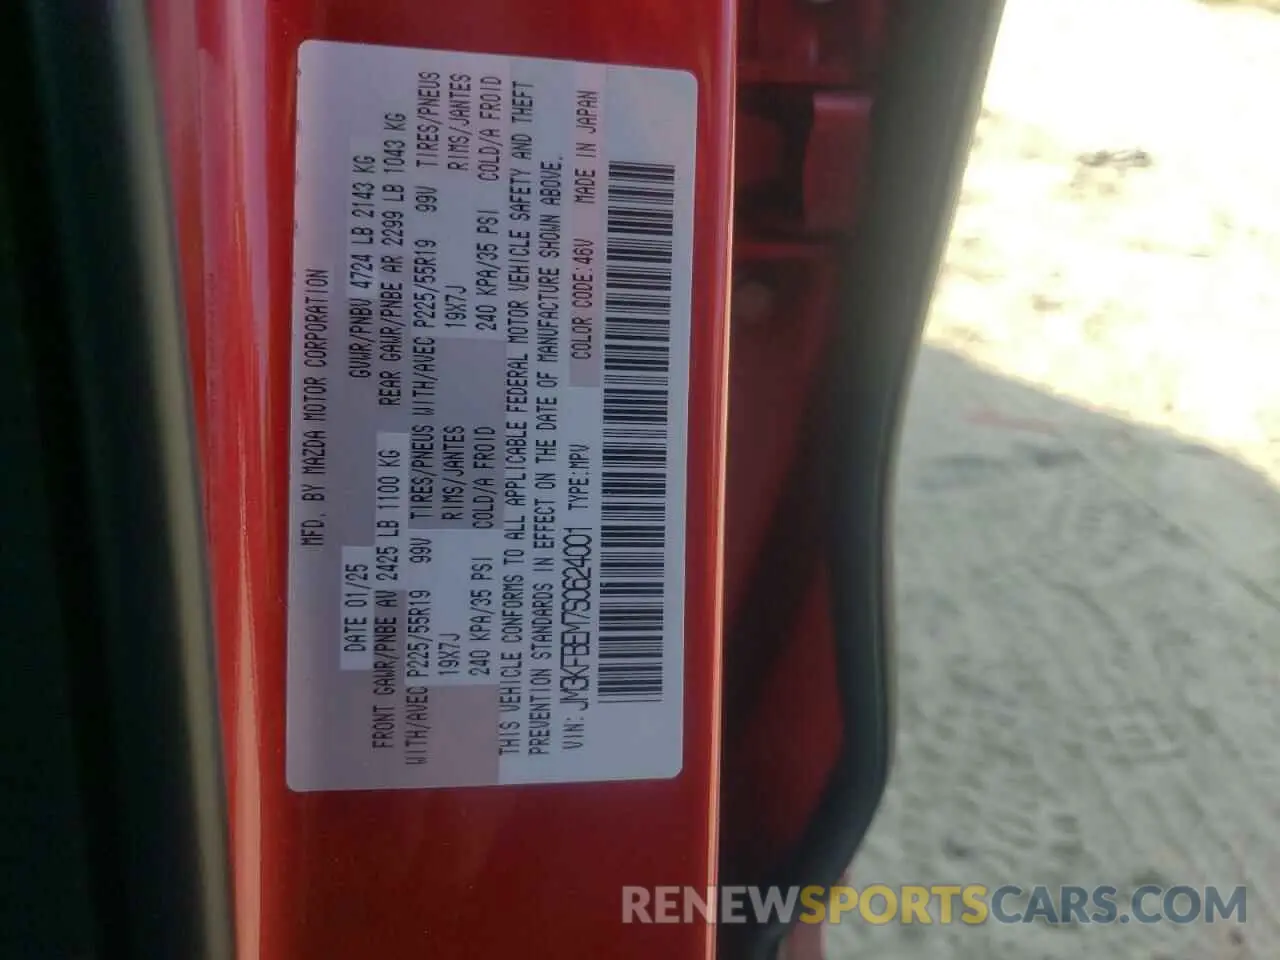 MFD. BY MAZDA MOTOR CORPORATION
DATE 01/25 GVWR/PNBV 4724 LB 2143 KG
FRONT GAWR/PNBE AV 2425 LB 1100 KG REAR GAWR/PNBE AR 2299 LB 1043 KG
WITH/AVEC P225/55R19 99V TIRES/PNEUS WITH/AVEC P225/55R19 99V TIRES/PNEUS
19X7J RIMS/JANTES 19X7J RIMS/JANTES
240 KPA/35 PSI COLD/A FROID 240 KPA/35 PSI COLD/A FROID
THIS VEHICLE CONFORMS TO ALL APPLICABLE FEDERAL MOTOR VEHICLE SAFETY AND THEFT
PREVENTION STANDARDS IN EFFECT ON THE DATE OF MANUFACTURE SHOWN ABOVE.
VIN: JM3KFBEM7S0624001 TYPE:MPV COLOR CODE:46V MADE IN JAPAN
RENEWSPORTSCARS.COM